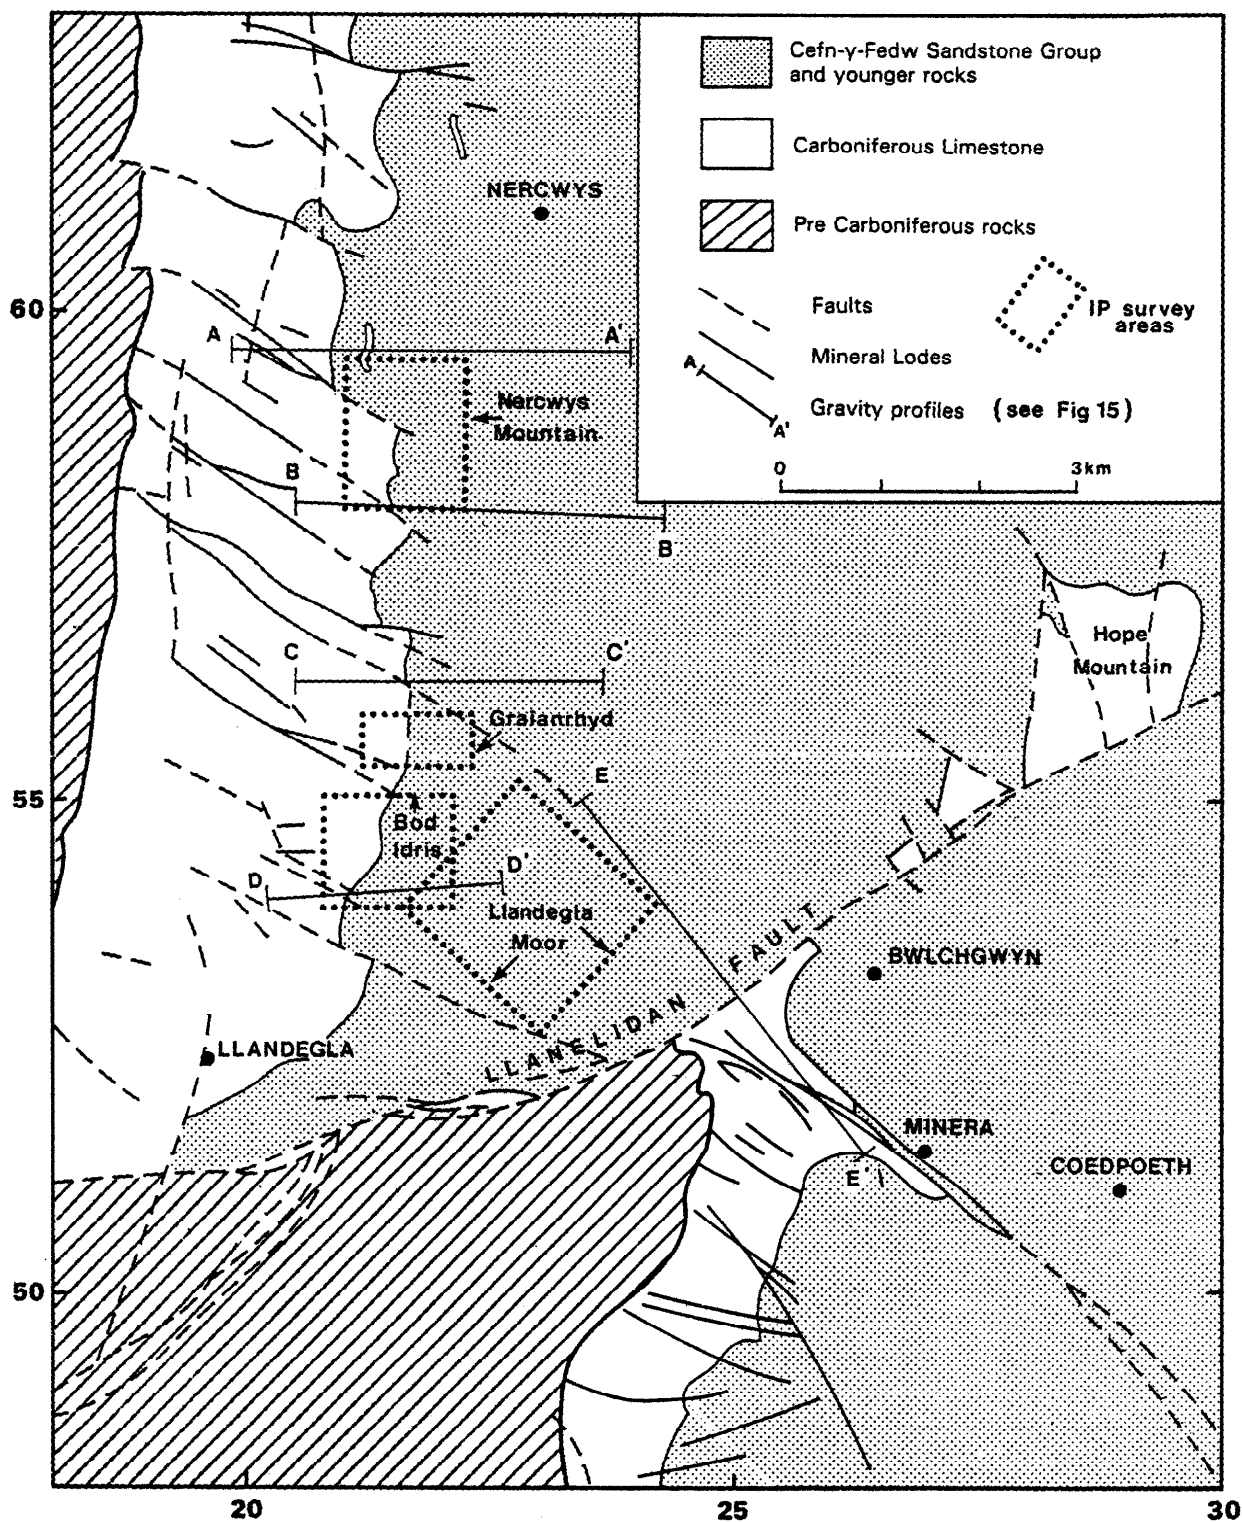 Cefn-y-Fedw Sandstone Group
and younger rocks
Carboniferous Limestone
Pre Carboniferous rocks
Faults
IP survey
areas
Mineral Lodes
A
A'
Gravity profiles (see Fig 15)
0
3km
NERCWYS
60
A
A'
Nercwys
Mountain
B
B
Hope
Mountain
C
C'
Gralanrhyd
E
55
Bod
Idris
D
D'
Llandegla
Moor
LLANELIDAN FAULT
BWLCHGWYN
LLANDEGLA
MINERA
E'
COEDPOETH
50
20
25
30